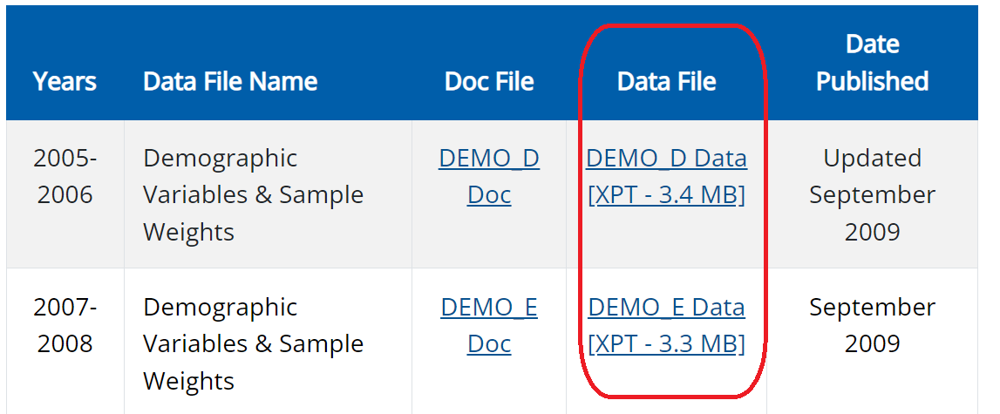 Years Data File Name Doc File Data File Date Published
2005-2006 Demographic Variables & Sample Weights DEMO_D Doc DEMO_D Data [XPT - 3.4 MB] Updated September 2009
2007-2008 Demographic Variables & Sample Weights DEMO_E Doc DEMO_E Data [XPT - 3.3 MB] September 2009